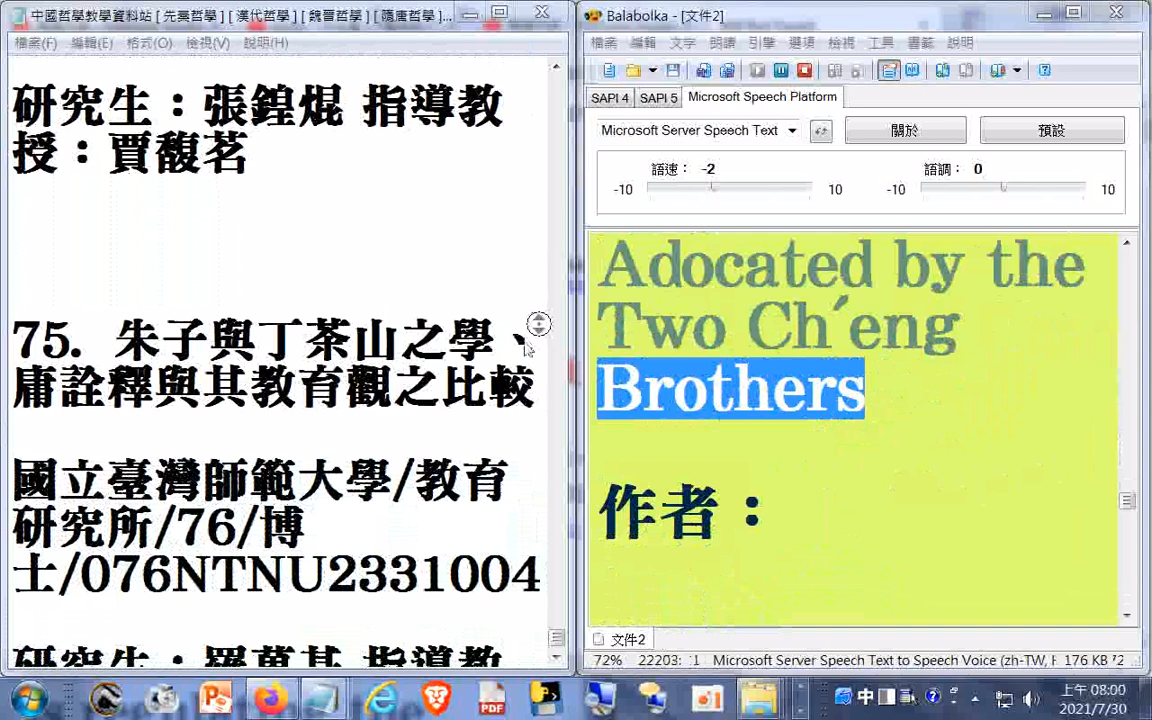 中國哲學教學資料站 [ 先秦哲學 ] [ 漢代哲學 ] [ 魏晉哲學 ] [ 隋唐哲學 ]...
檔案(F) 編輯(E) 格式(O) 檢視(V) 說明(H)
研究生：張鍠焜 指導教
授：賈馥茗
75. 朱子與丁茶山之學、
庸詮釋與其教育觀之比較
國立臺灣師範大學/教育
研究所/76/博
士/076NTNU2331004
Balabolka - [文件2]
檔案 編輯 文字 朗讀 引擎 選項 檢視 工具 書籤 說明
SAPI 4 SAPI 5 Microsoft Speech Platform
Microsoft Server Speech Text 關於 預設
語速： -2 語調： 0
-10 10 -10 10
Adocated by the
Two Ch′eng
Brothers
作者：
文件2
72% 22203: Microsoft Server Speech Text to Speech Voice (zh-TW, 176 KB
中
上午 08:00
2021/7/30